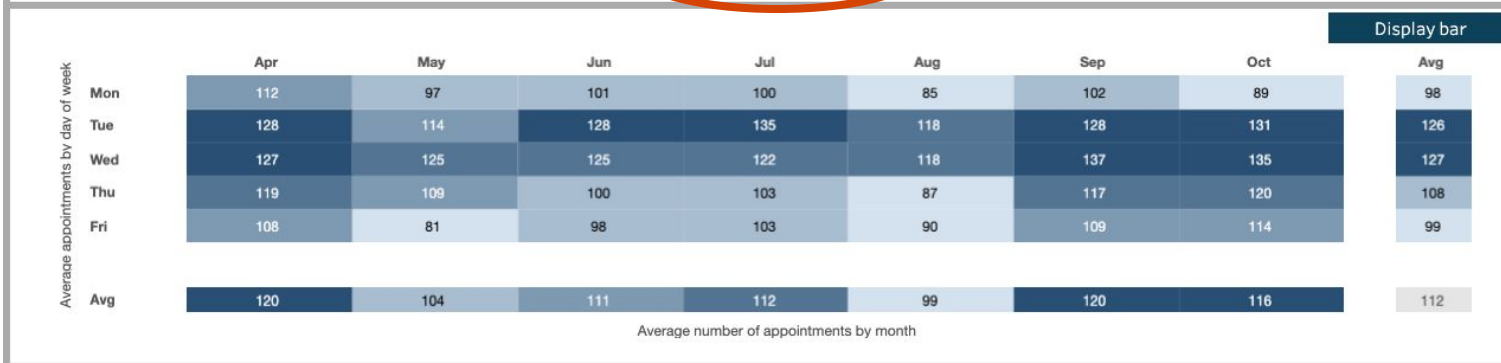 Display bar
Average appointments by day of week
Apr May Jun Jul Aug Sep Oct Avg
Mon 112 97 101 100 85 102 89 98
Tue 128 114 128 135 118 128 131 126
Wed 127 125 125 122 118 137 135 127
Thu 119 109 100 103 87 117 120 108
Fri 108 81 98 103 90 109 114 99
Avg 120 104 111 112 99 120 116 112
Average number of appointments by month